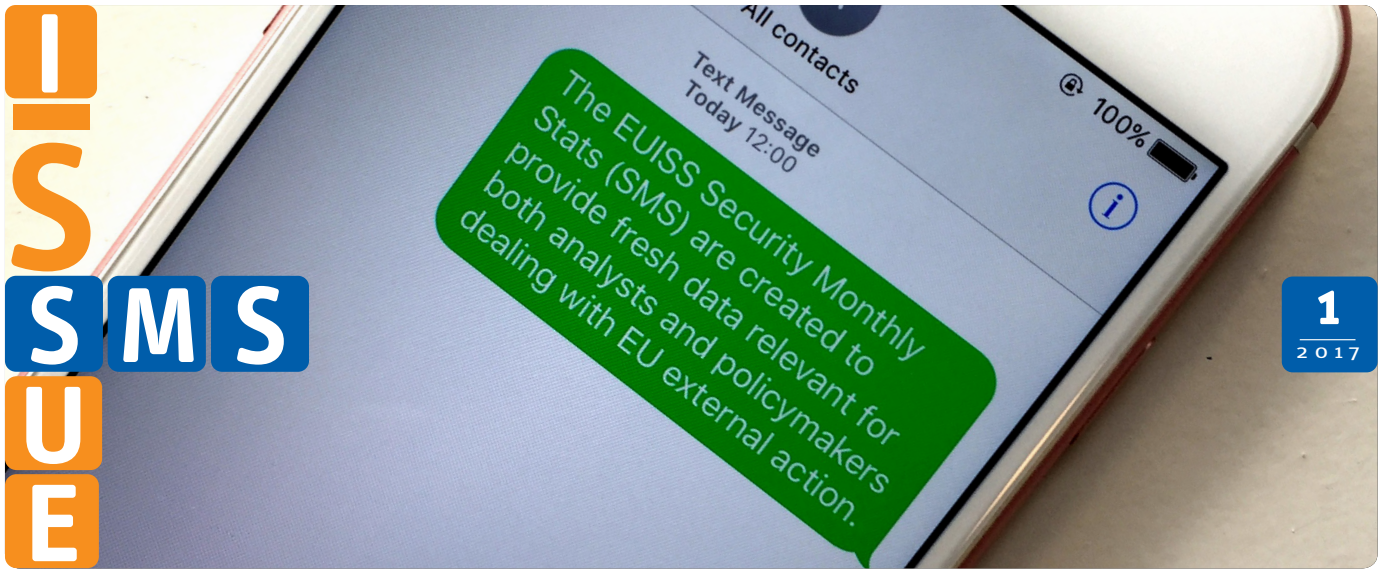 I
S
SMS
U
E
All contacts
100%
Text Message
Today 12:00
The EUISS Security Monthly
Stats (SMS) are created to
provide fresh data relevant for
both analysts and policymakers
dealing with EU external action.
1
2017